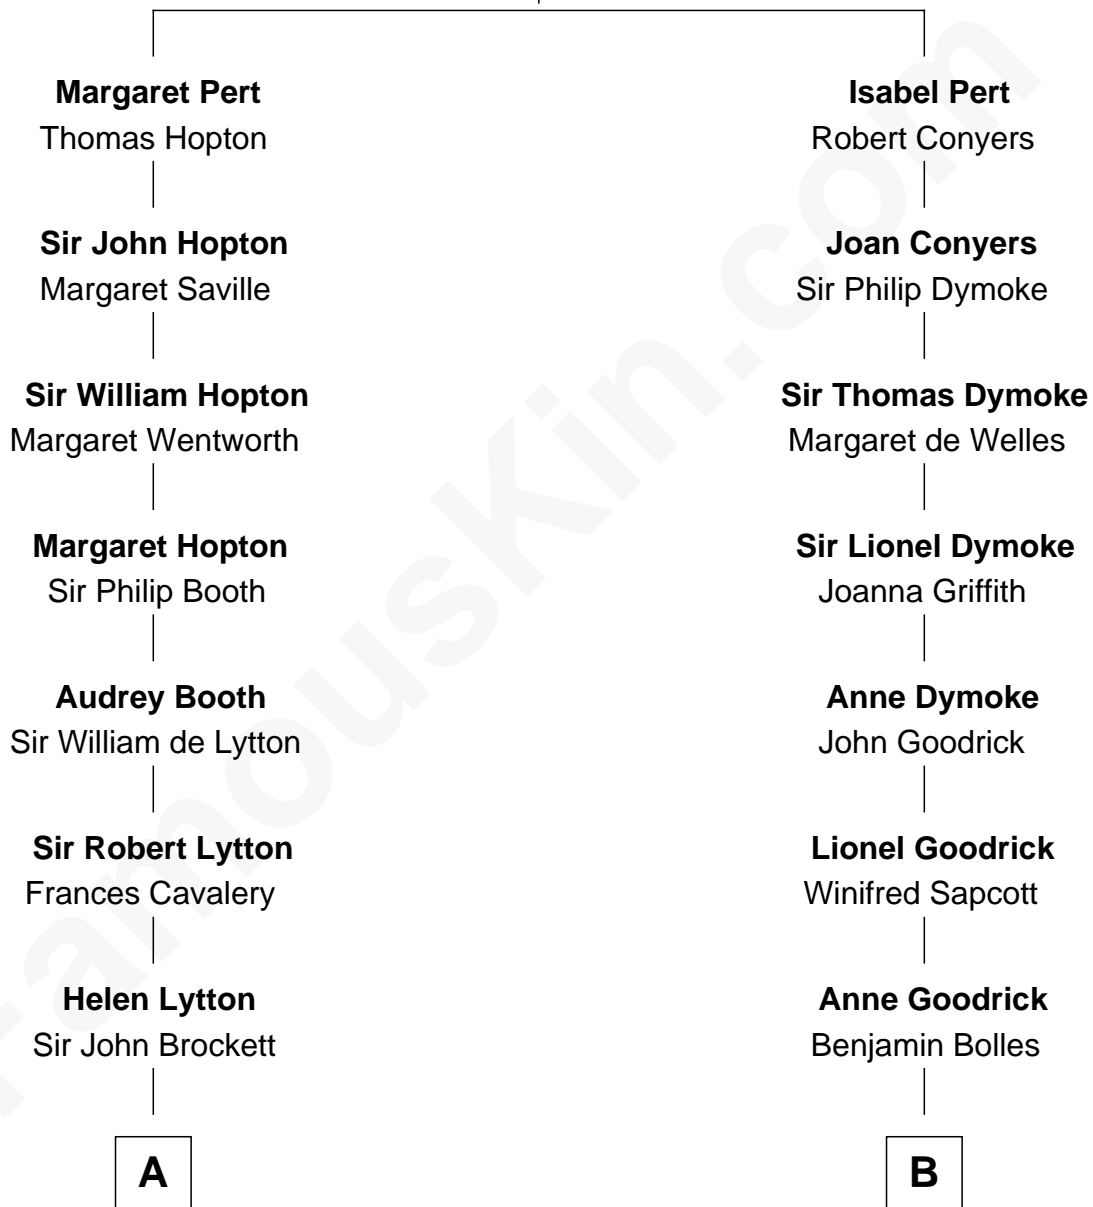 Margaret Pert
Thomas Hopton
Sir John Hopton
Margaret Saville
Sir William Hopton
Margaret Wentworth
Margaret Hopton
Sir Philip Booth
Audrey Booth
Sir William de Lytton
Sir Robert Lytton
Frances Cavalery
Helen Lytton
Sir John Brockett
A
Isabel Pert
Robert Conyers
Joan Conyers
Sir Philip Dymoke
Sir Thomas Dymoke
Margaret de Welles
Sir Lionel Dymoke
Joanna Griffith
Anne Dymoke
John Goodrick
Lionel Goodrick
Winifred Sapcott
Anne Goodrick
Benjamin Bolles
B
FamousKin.com